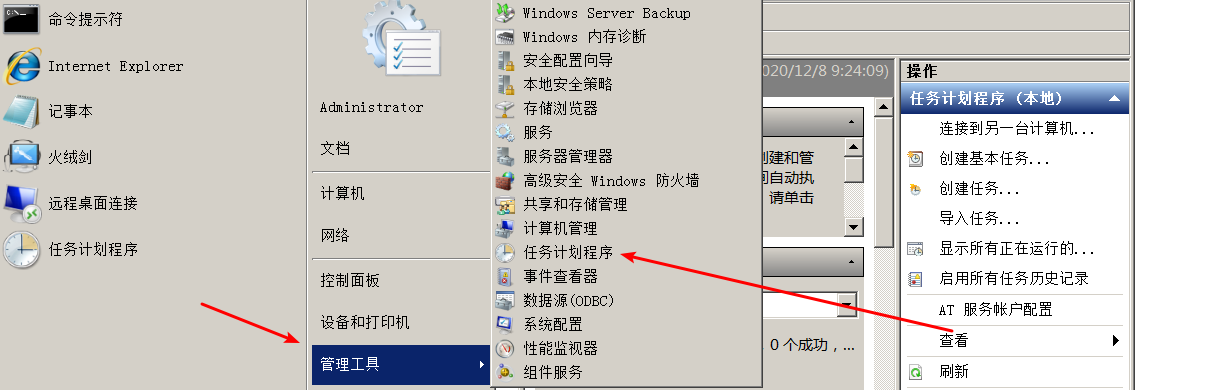 命令提示符
Internet Explorer
记事本
火绒剑
远程桌面连接
任务计划程序
Administrator
文档
计算机
网络
控制面板
设备和打印机
管理工具
Windows Server Backup
Windows 内存诊断
安全配置向导
本地安全策略
存储浏览器
服务
服务器管理器
高级安全 Windows 防火墙
共享和存储管理
计算机管理
任务计划程序
事件查看器
数据源(ODBC)
系统配置
性能监视器
组件服务
020/12/8 9:24:09)
创建和管
间自动执
请单击
0 个成功，...
操作
任务计划程序 (本地)
连接到另一台计算机...
创建基本任务...
创建任务...
导入任务...
显示所有正在运行的...
启用所有任务历史记录
AT 服务帐户配置
查看
刷新